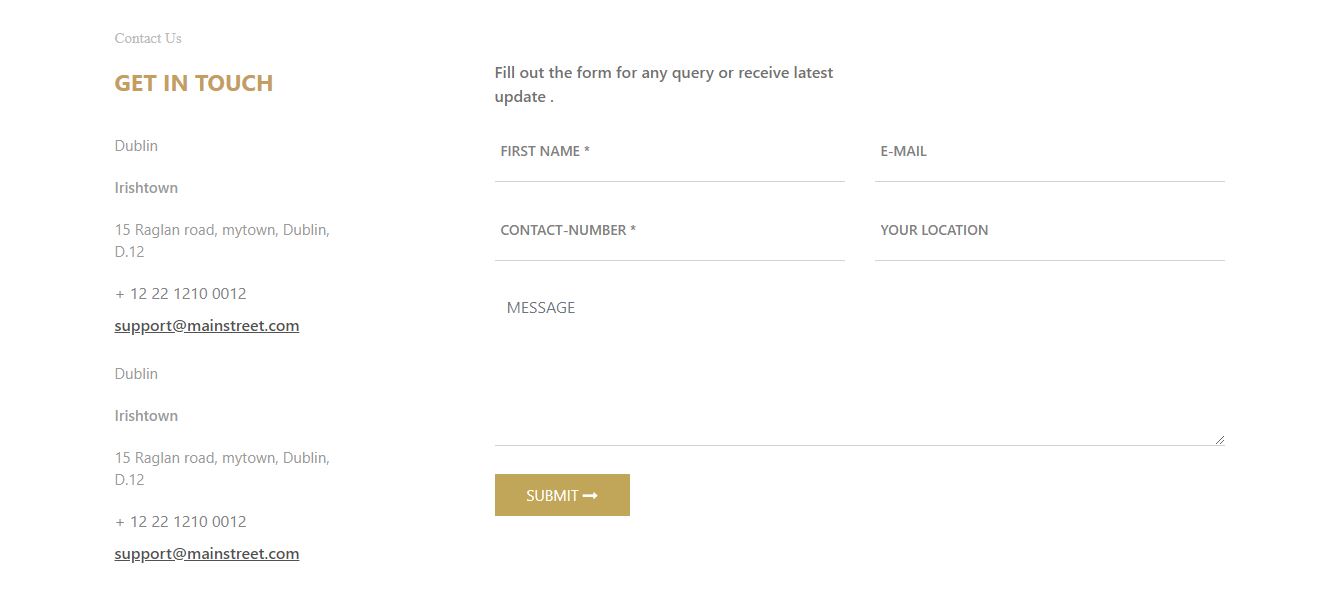 Contact Us
GET IN TOUCH
Dublin
Irishtown
15 Raglan road, mytown, Dublin,
D.12
+ 12 22 1210 0012
support@mainstreet.com
Dublin
Irishtown
15 Raglan road, mytown, Dublin,
D.12
+ 12 22 1210 0012
support@mainstreet.com
Fill out the form for any query or receive latest
update .
FIRST NAME *
E-MAIL
CONTACT-NUMBER *
YOUR LOCATION
MESSAGE
SUBMIT